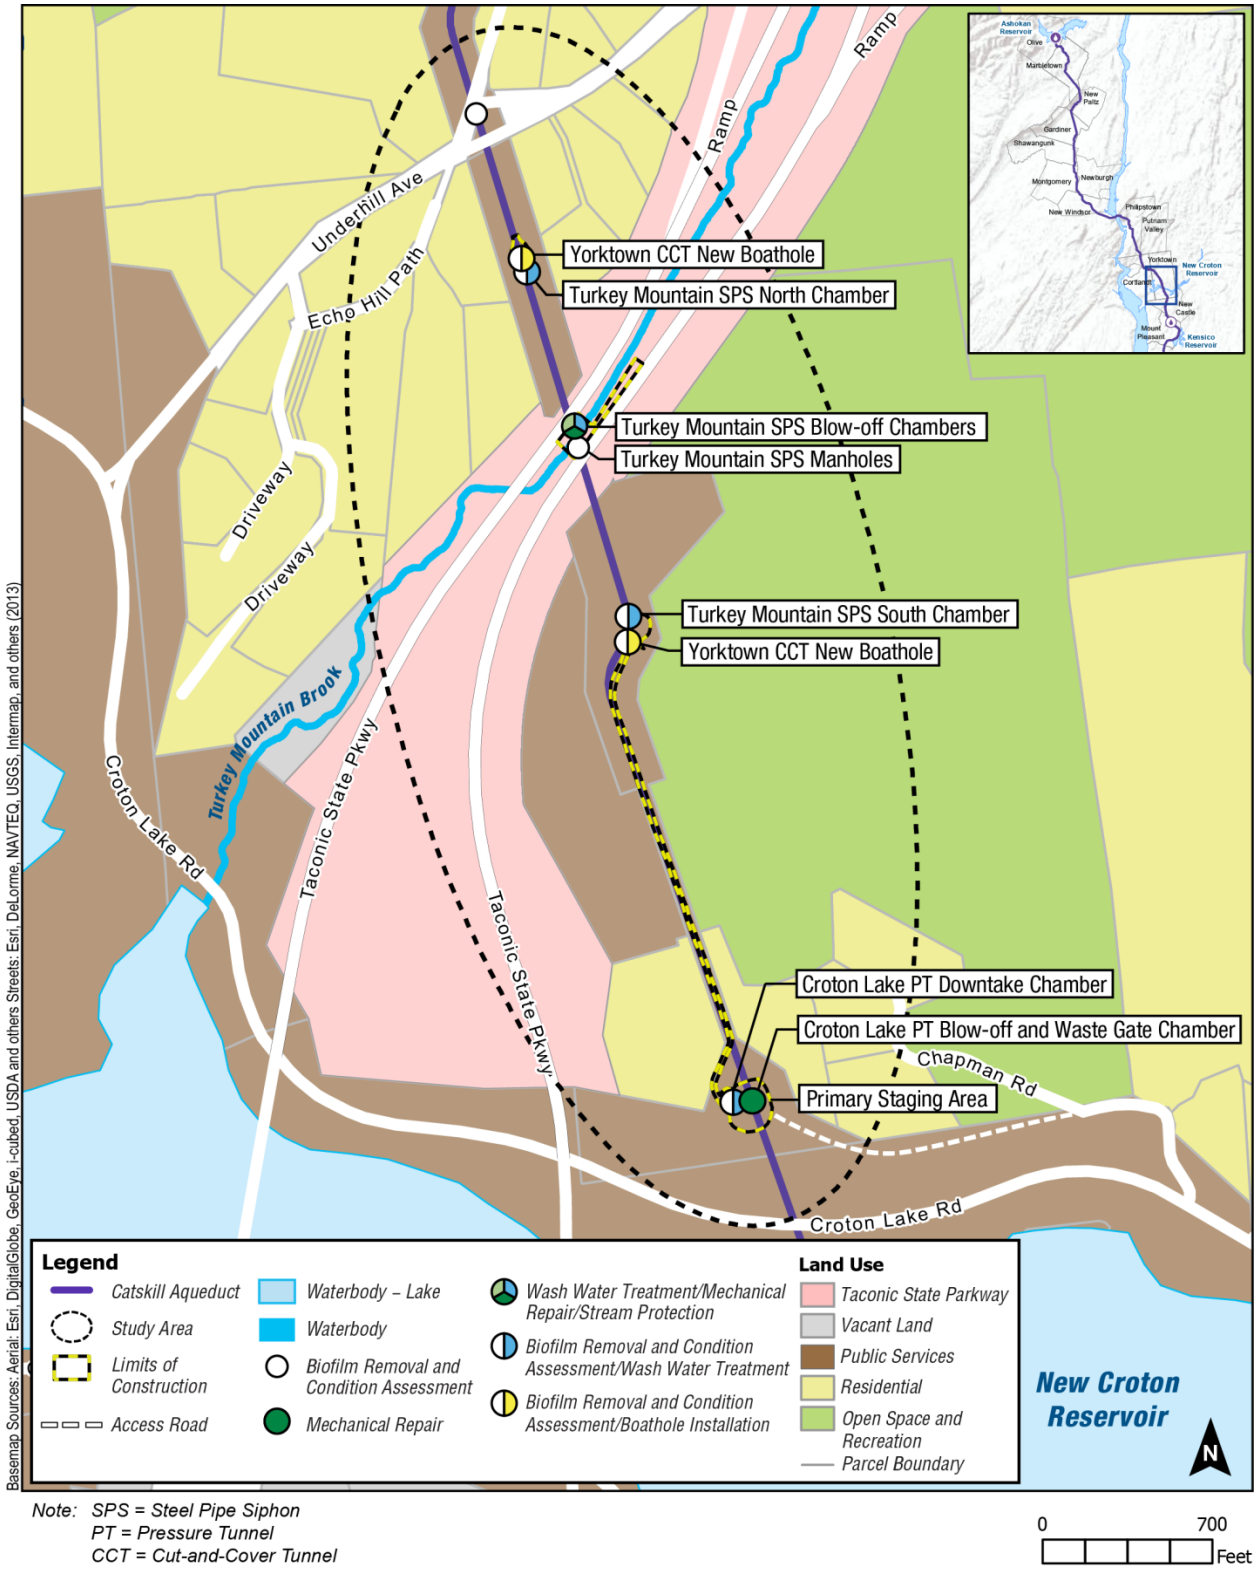 Ramp
Ramp
Underhill Ave
Echo Hill Path
Yorktown CCT New Boathole
Turkey Mountain SPS North Chamber
Turkey Mountain SPS Blow-off Chambers
Turkey Mountain SPS Manholes
Driveway
Driveway
Turkey Mountain SPS South Chamber
Yorktown CCT New Boathole
Turkey Mountain Brook
Taconic State Pkwy
Croton Lake Rd
Taconic State Pkwy
Croton Lake PT Downtake Chamber
Croton Lake PT Blow-off and Waste Gate Chamber
Chapman Rd
Primary Staging Area
Croton Lake Rd
New Croton
Reservoir
Ashokan
Reservoir
Olive
Marbletown
New
Paltz
Gardiner
Shawangunk
Montgomery
Newburgh
New Windsor
Philipstown
Putnam
Valley
Yorktown
Cortlandt
New Croton
Reservoir
New
Castle
Mount
Pleasant
Kensico
Reservoir
Basemap Sources: Aerial: Esri, DigitalGlobe, GeoEye, i-cubed, USDA and others Streets: Esri, DeLorme, NAVTEQ, USGS, Intermap, and others (2013)
Legend
Catskill Aqueduct
Study Area
Limits of
Construction
Access Road
Waterbody – Lake
Waterbody
Biofilm Removal and
Condition Assessment
Mechanical Repair
Wash Water Treatment/Mechanical
Repair/Stream Protection
Biofilm Removal and Condition
Assessment/Wash Water Treatment
Biofilm Removal and Condition
Assessment/Boathole Installation
Land Use
Taconic State Parkway
Vacant Land
Public Services
Residential
Open Space and
Recreation
Parcel Boundary
N
Note: SPS = Steel Pipe Siphon
PT = Pressure Tunnel
CCT = Cut-and-Cover Tunnel
0 700
Feet